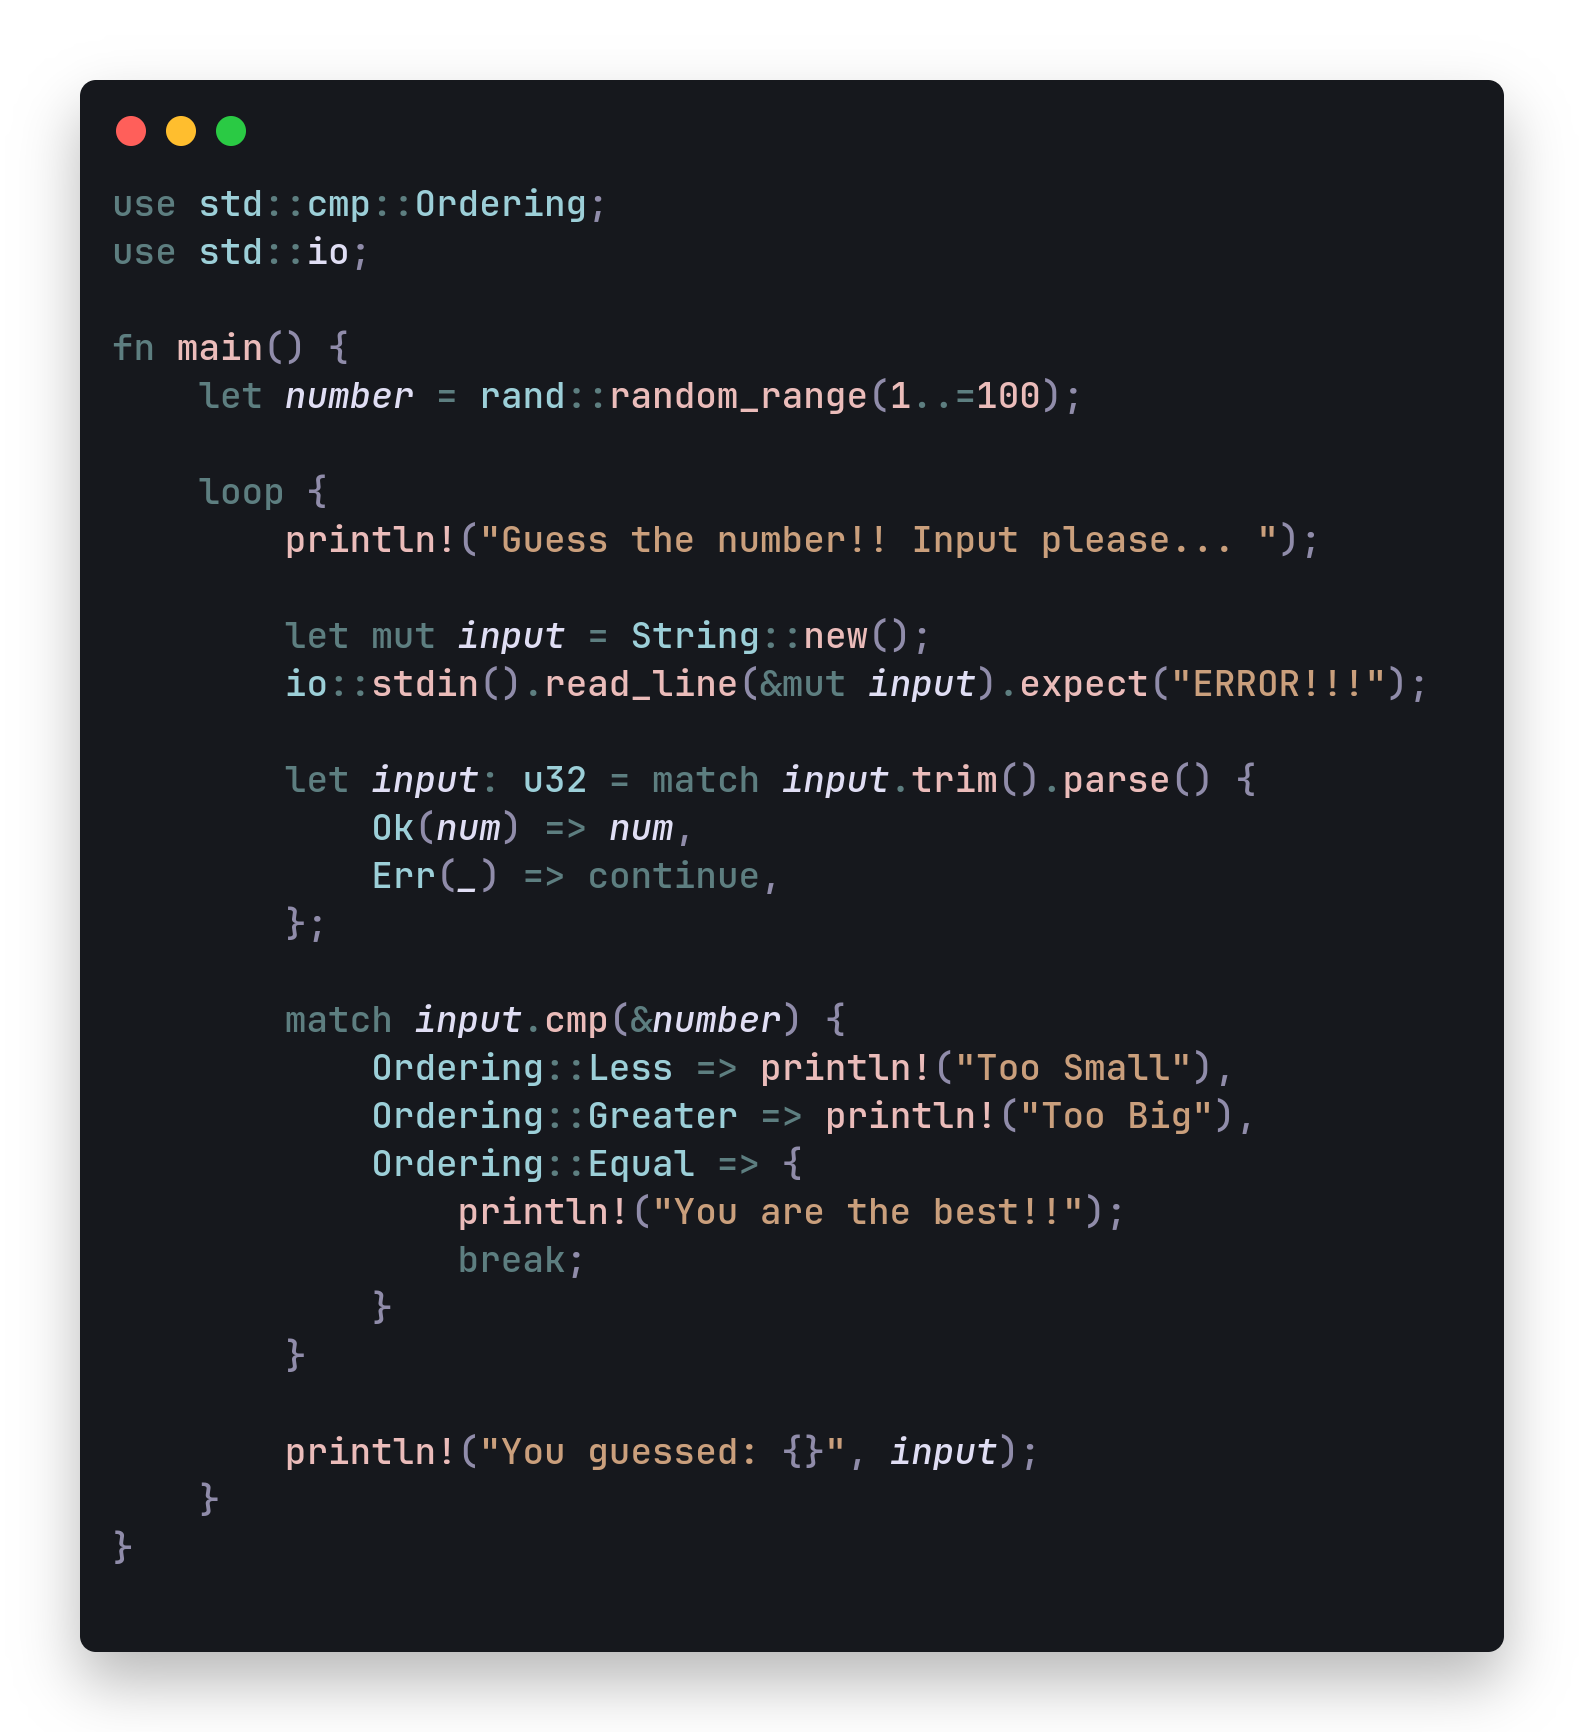 use std::cmp::Ordering;
use std::io;

fn main() {
    let number = rand::random_range(1..=100);

    loop {
        println!("Guess the number!! Input please... ");

        let mut input = String::new();
        io::stdin().read_line(&mut input).expect("ERROR!!!");

        let input: u32 = match input.trim().parse() {
            Ok(num) => num,
            Err(_) => continue,
        };

        match input.cmp(&number) {
            Ordering::Less => println!("Too Small"),
            Ordering::Greater => println!("Too Big"),
            Ordering::Equal => {
                println!("You are the best!!");
                break;
            }
        }

        println!("You guessed: {}", input);
    }
}